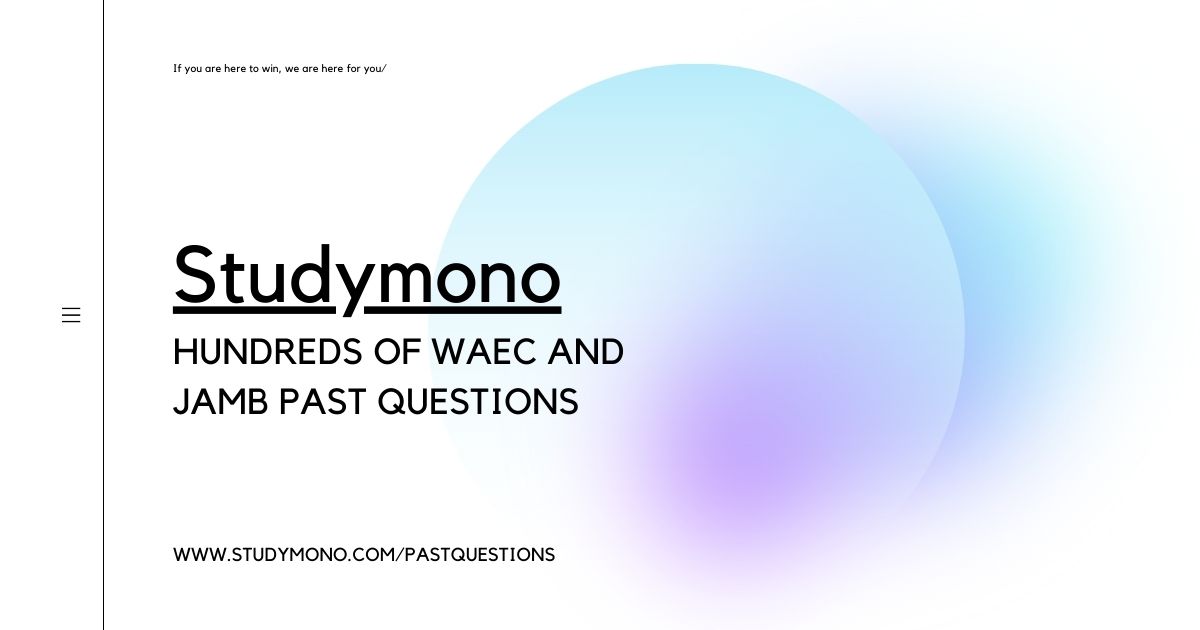 If you are here to win, we are here for you/
Studymono
HUNDREDS OF WAEC AND
JAMB PAST QUESTIONS
WWW.STUDYMONO.COM/PASTQUESTIONS